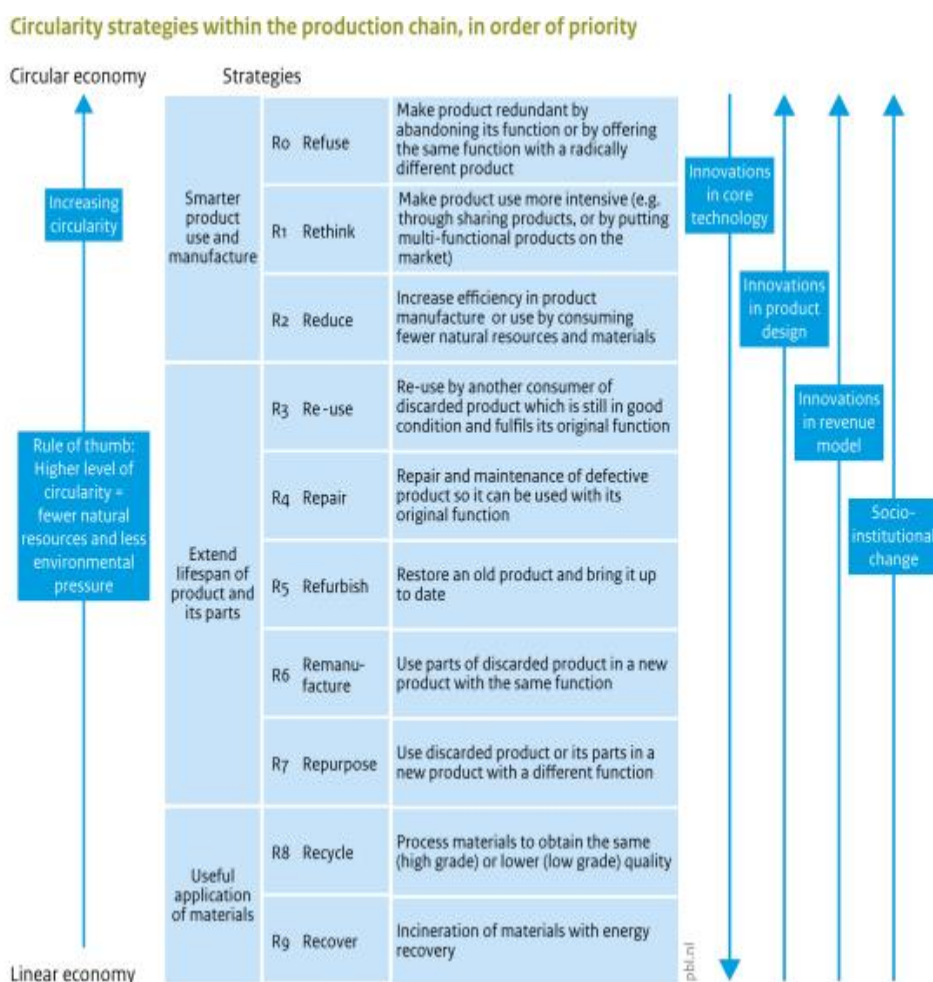 Circularity strategies within the production chain, in order of priority
Circular economy
Strategies
Increasing
circularity
Rule of thumb:
Higher level of
circularity =
fewer natural
resources and less
environmental
pressure
Linear economy
Smarter
product
use and
manufacture
R0 Refuse
Make product redundant by
abandoning its function or by offering
the same function with a radically
different product
R1 Rethink
Make product use more intensive (e.g.
through sharing products, or by putting
multi-functional products on the
market)
R2 Reduce
Increase efficiency in product
manufacture or use by consuming
fewer natural resources and materials
Extend
lifespan of
product and
its parts
R3 Re-use
Re-use by another consumer of
discarded product which is still in good
condition and fulfils its original function
R4 Repair
Repair and maintenance of defective
product so it can be used with its
original function
R5 Refurbish
Restore an old product and bring it up
to date
R6 Remanu-
facture
Use parts of discarded product in a new
product with the same function
R7 Repurpose
Use discarded product or its parts in a
new product with a different function
Useful
application
of materials
R8 Recycle
Process materials to obtain the same
(high grade) or lower (low grade) quality
R9 Recover
Incineration of materials with energy
recovery
pbl.nl
Innovations
in core
technology
Innovations
in product
design
Innovations
in revenue
model
Socio-
institutional
change